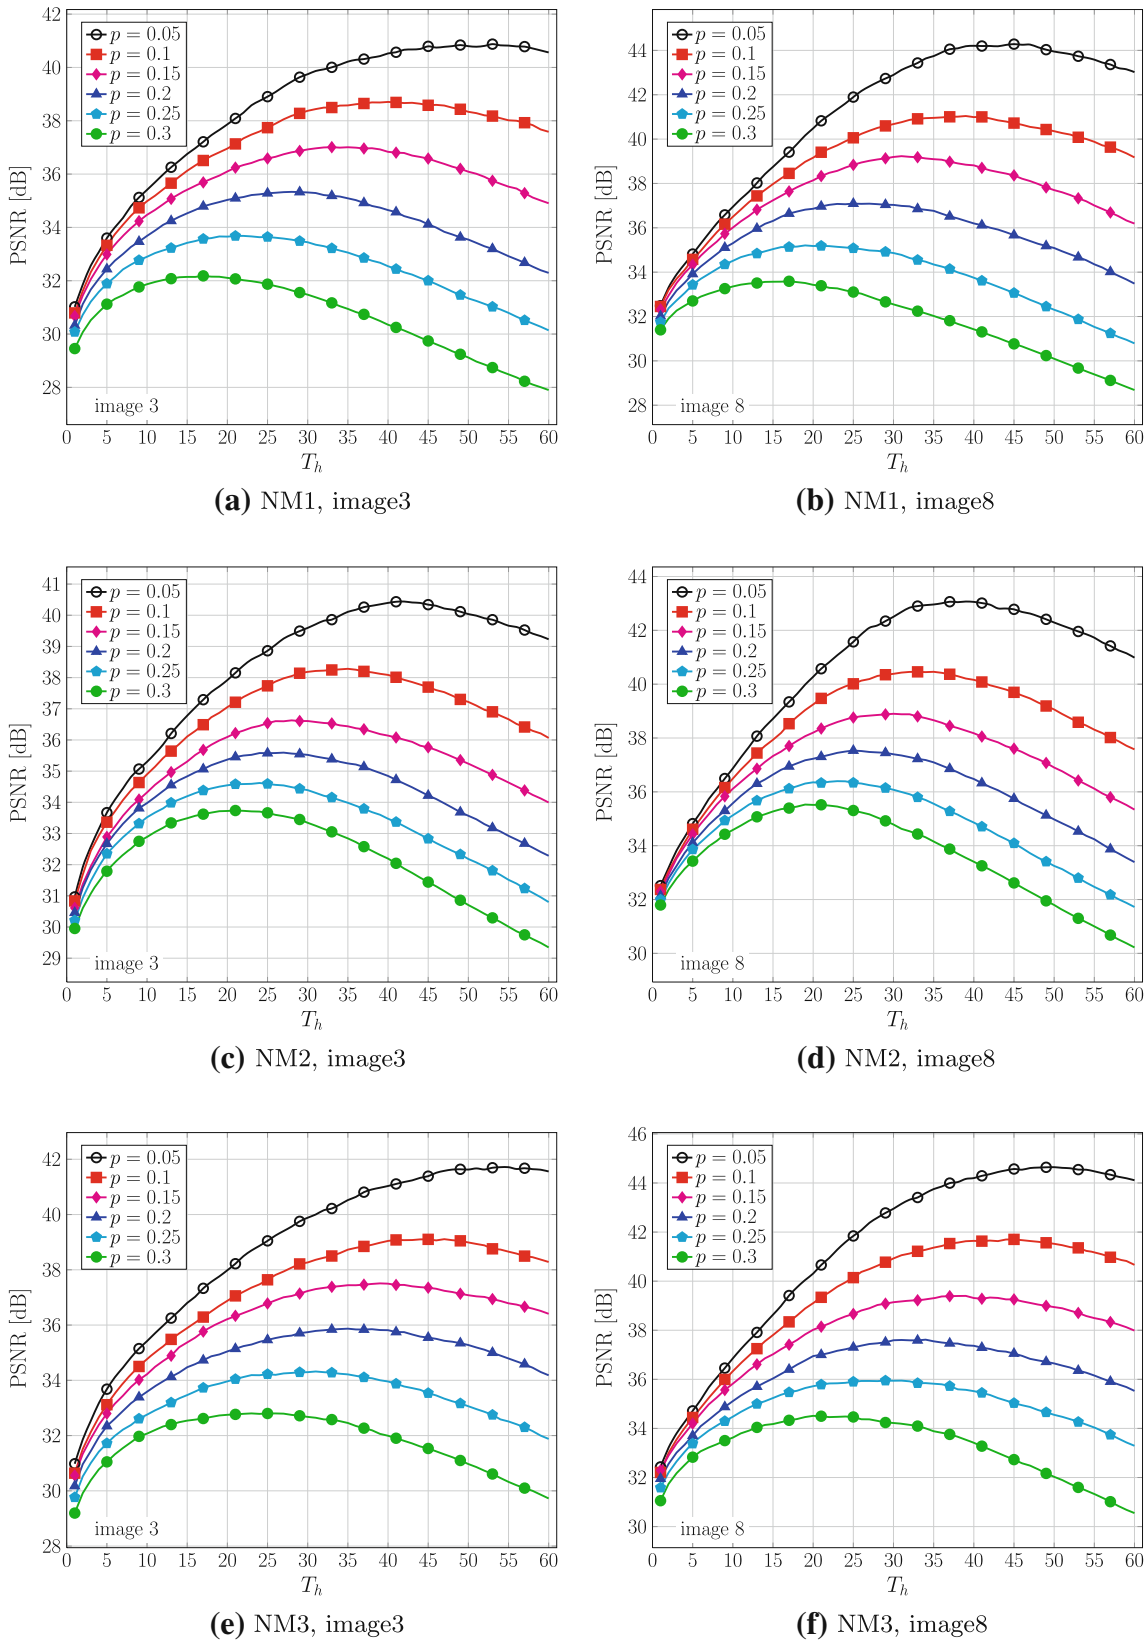 42
40
38
36
34
32
30
28
PSNR [dB]
p = 0.05
p = 0.1
p = 0.15
p = 0.2
p = 0.25
p = 0.3
image 3
0 5 10 15 20 25 30 35 40 45 50 55 60
T_h
(a) NM1, image3
44
42
40
38
36
34
32
30
28
PSNR [dB]
p = 0.05
p = 0.1
p = 0.15
p = 0.2
p = 0.25
p = 0.3
image 8
0 5 10 15 20 25 30 35 40 45 50 55 60
T_h
(b) NM1, image8
41
40
39
38
37
36
35
34
33
32
31
30
29
PSNR [dB]
p = 0.05
p = 0.1
p = 0.15
p = 0.2
p = 0.25
p = 0.3
image 3
0 5 10 15 20 25 30 35 40 45 50 55 60
T_h
(c) NM2, image3
44
42
40
38
36
34
32
30
PSNR [dB]
p = 0.05
p = 0.1
p = 0.15
p = 0.2
p = 0.25
p = 0.3
image 8
0 5 10 15 20 25 30 35 40 45 50 55 60
T_h
(d) NM2, image8
42
40
38
36
34
32
30
28
PSNR [dB]
p = 0.05
p = 0.1
p = 0.15
p = 0.2
p = 0.25
p = 0.3
image 3
0 5 10 15 20 25 30 35 40 45 50 55 60
T_h
(e) NM3, image3
46
44
42
40
38
36
34
32
30
PSNR [dB]
p = 0.05
p = 0.1
p = 0.15
p = 0.2
p = 0.25
p = 0.3
image 8
0 5 10 15 20 25 30 35 40 45 50 55 60
T_h
(f) NM3, image8